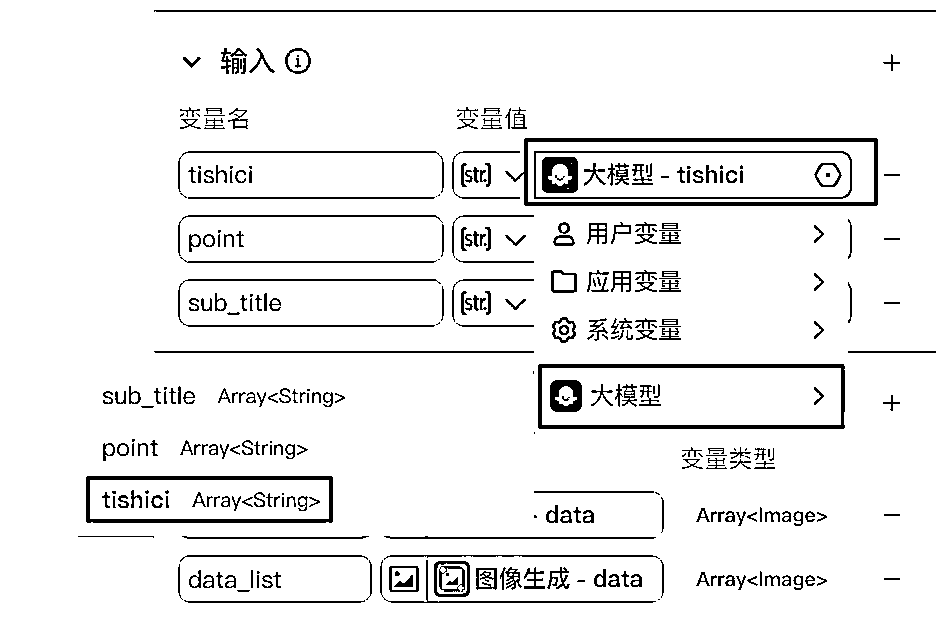 输入
变量名 变量值
tishici [str.] 大模型 - tishici
point [str.] 用户变量
应用变量
sub_title [str.] 系统变量
sub_title Array<String> 大模型
point Array<String> 变量类型
tishici Array<String> - data Array<Image>
data_list 图像生成 - data Array<Image>